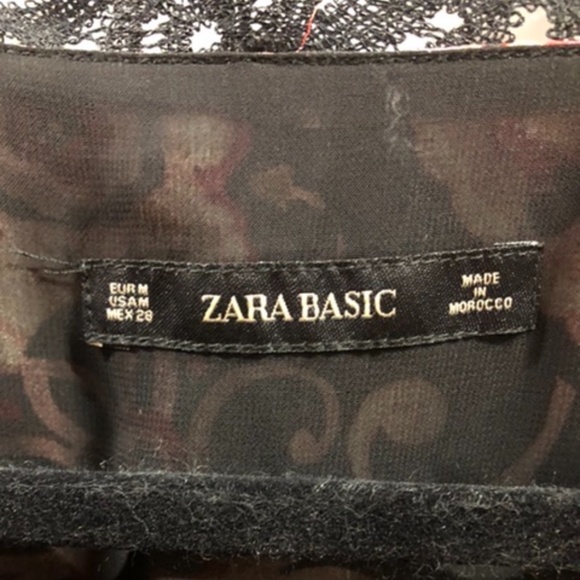 EUR M
USA M
MEX 28
ZARA BASIC
MADE
IN
MOROCCO